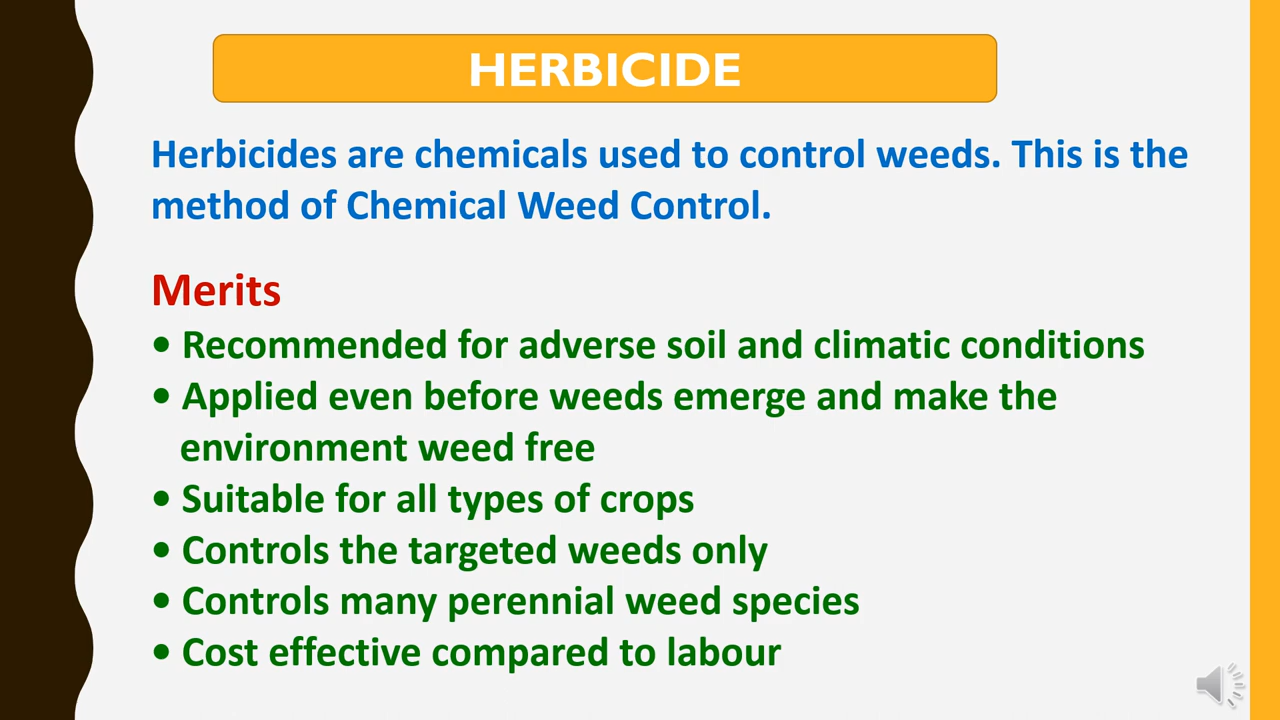 HERBICIDE
Herbicides are chemicals used to control weeds. This is the
method of Chemical Weed Control.
Merits
• Recommended for adverse soil and climatic conditions
• Applied even before weeds emerge and make the
environment weed free
• Suitable for all types of crops
• Controls the targeted weeds only
• Controls many perennial weed species
• Cost effective compared to labour